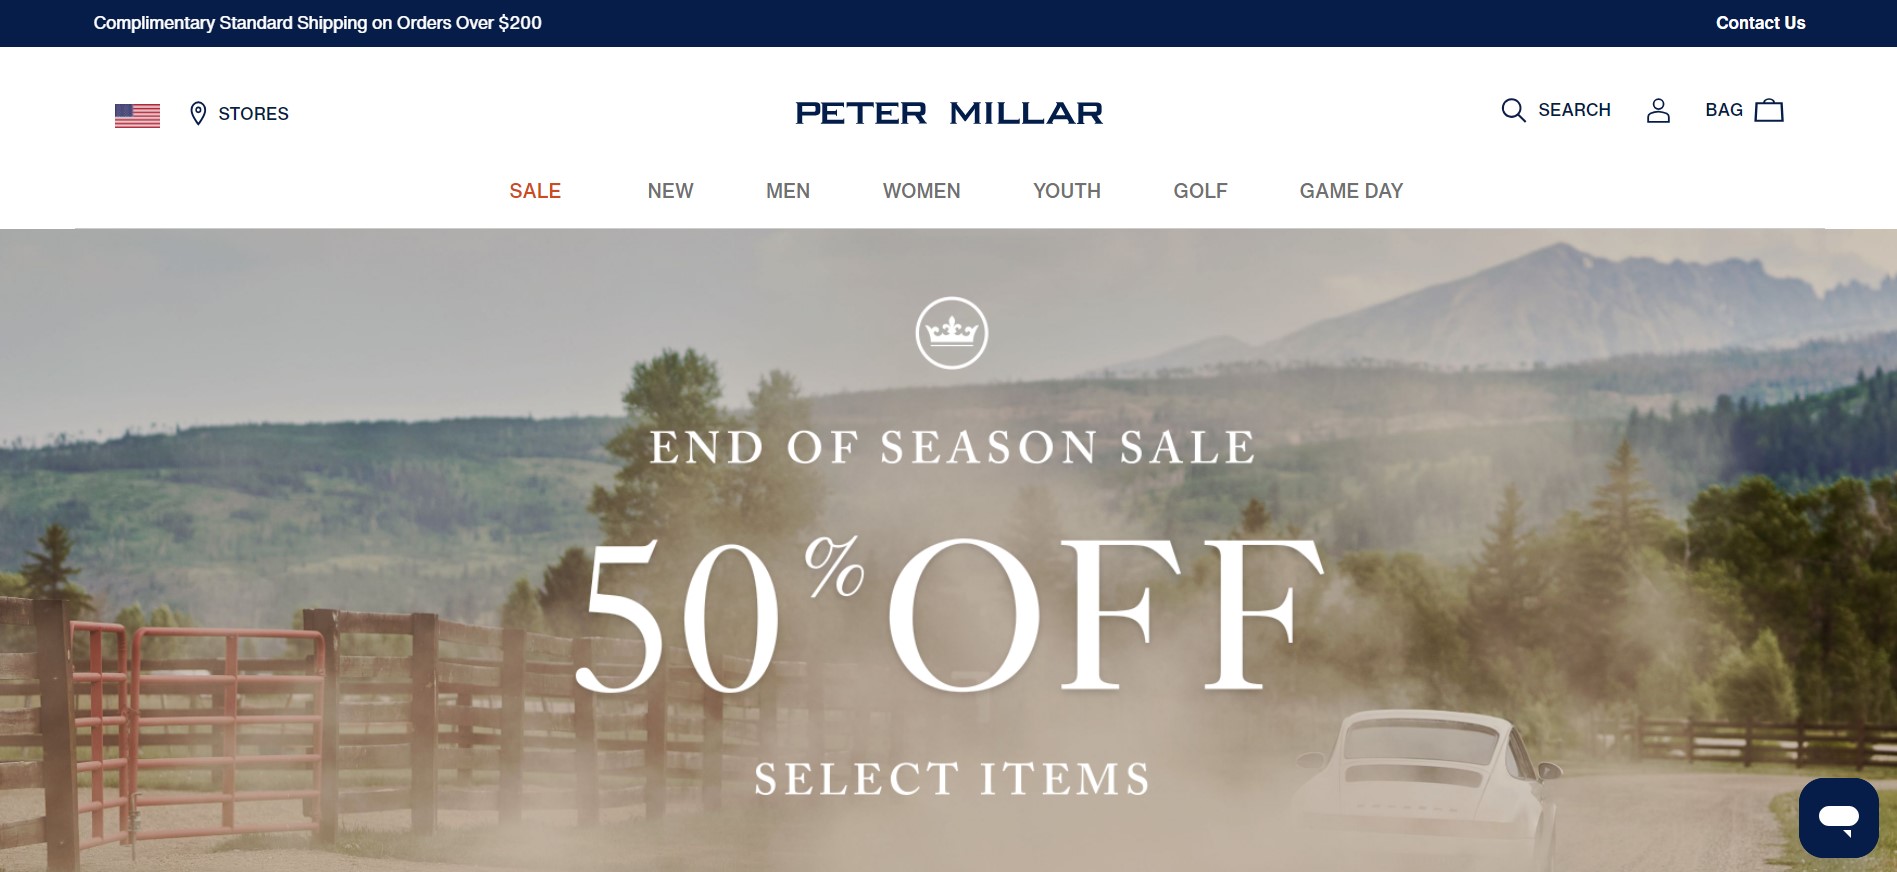 Complimentary Standard Shipping on Orders Over $200
Contact Us
STORES
PETER MILLAR
SEARCH
BAG
SALE
NEW
MEN
WOMEN
YOUTH
GOLF
GAME DAY
END OF SEASON SALE
50% OFF
SELECT ITEMS